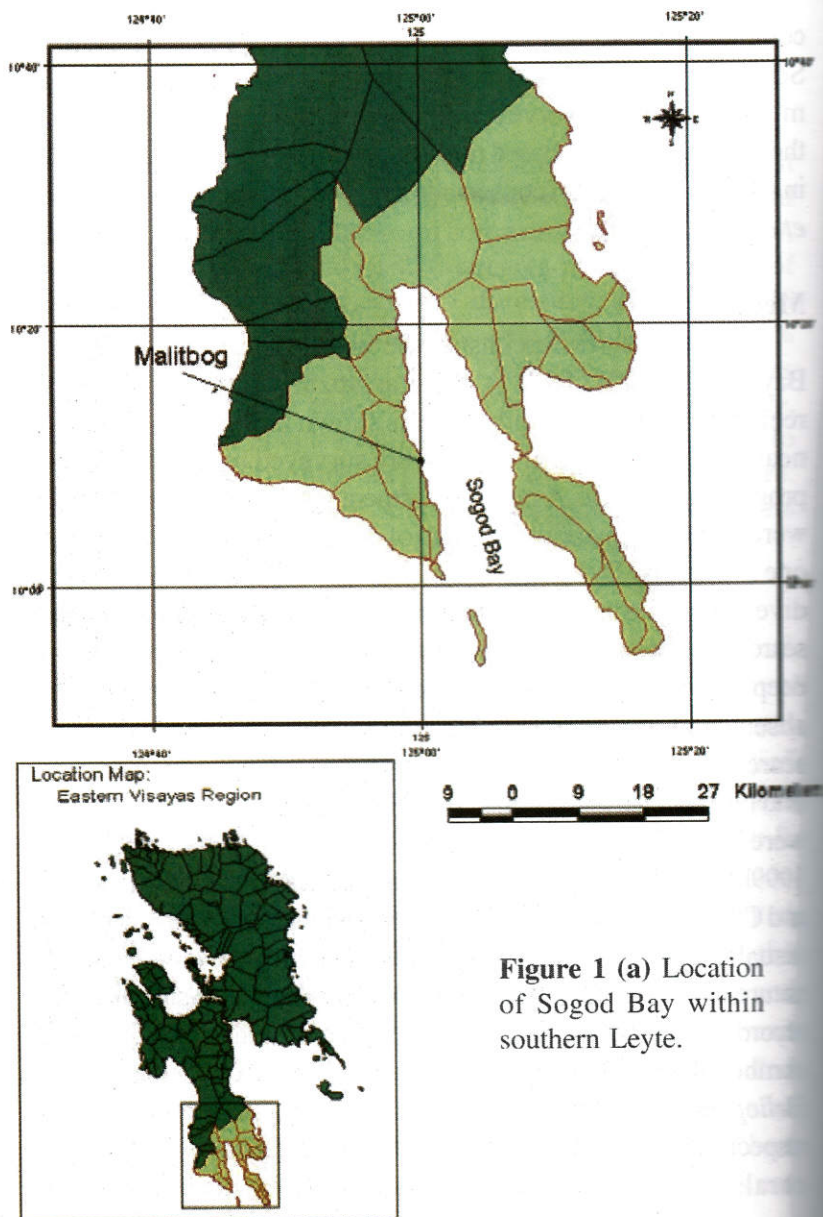 124°40'
125°00'
125°20'
125
10°40'
10°40'
10°20'
Malitbog
Sogod Bay
10°00'
125
124°40'
125°00'
125°20'
Location Map:
Eastern Visayas Region
9 0 9 18 27
Figure 1 (a) Location
of Sogod Bay within
southern Leyte.